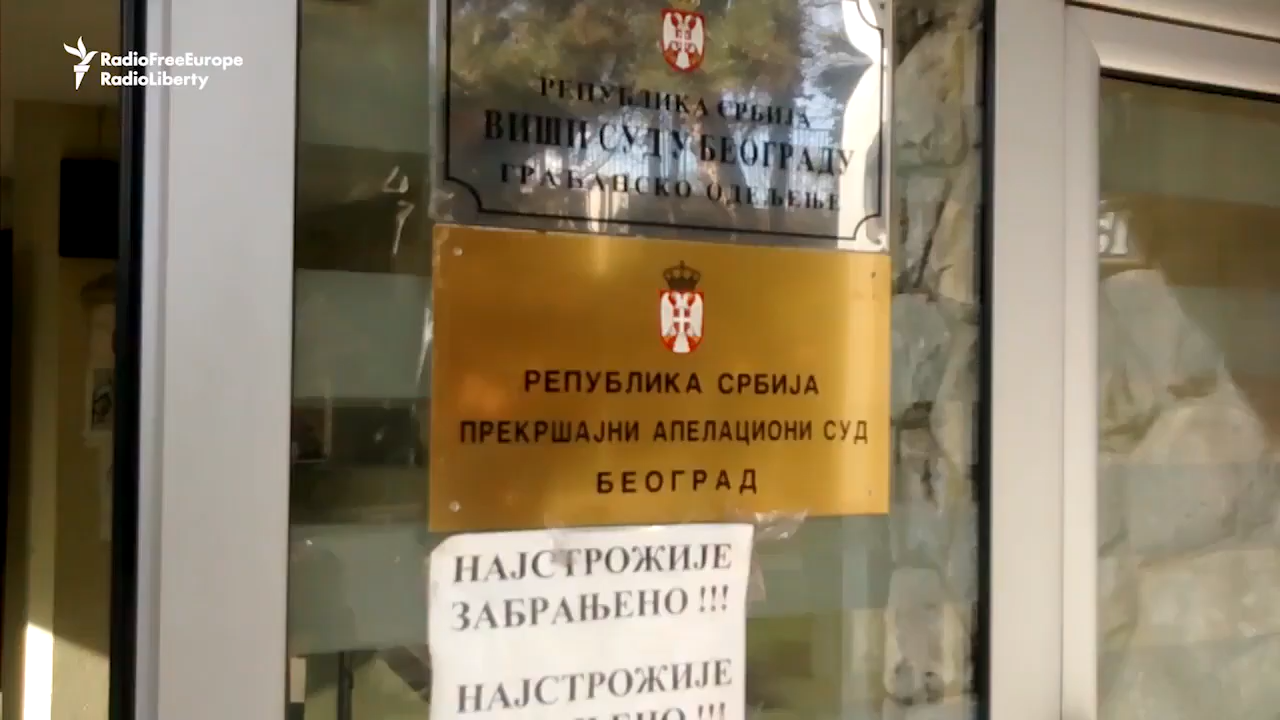 RadioFreeEurope
RadioLiberty
РЕПУБЛИКА СРБИЈА
ВИШИ СУД У БЕОГРАДУ
ГРАЂАНСКО ОДЕЉЕЊЕ
РЕПУБЛИКА СРБИЈА
ПРЕКРШАЈНИ АПЕЛАЦИОНИ СУД
БЕОГРАД
НАЈСТРОЖИЈЕ
ЗАБРАЊЕНО !!!
НАЈСТРОЖИЈЕ